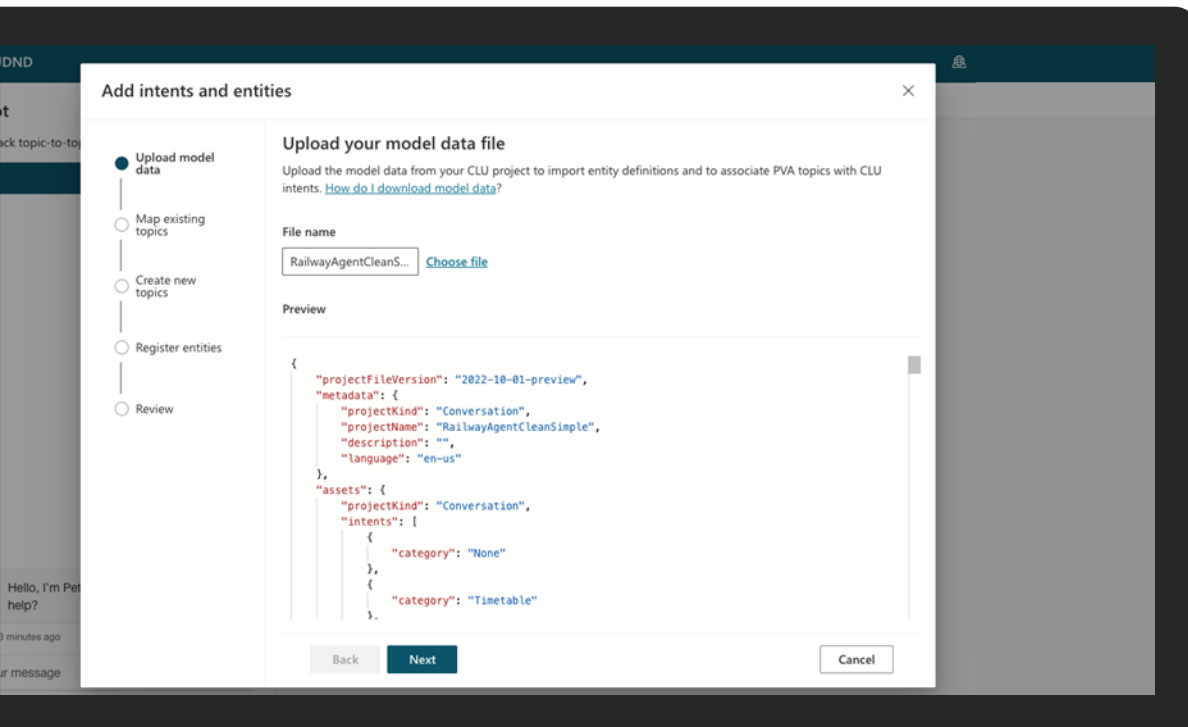 Add intents and entities
Upload model
data
Map existing
topics
Create new
topics
Register entities
Review
Upload your model data file
Upload the model data from your CLU project to import entity definitions and to associate PVA topics with CLU
intents. How do I download model data?
File name
RailwayAgentCleanS...
Choose file
Preview
{
"projectFileVersion": "2022-10-01-preview",
"metadata": {
"projectKind": "Conversation",
"projectName": "RailwayAgentCleanSimple",
"description": "",
"language": "en-us"
},
"assets": {
"projectKind": "Conversation",
"intents": [
{
"category": "None"
},
{
"category": "Timetable"
},
Back
Next
Cancel
Hello, I'm Pet
help?
minutes ago
message